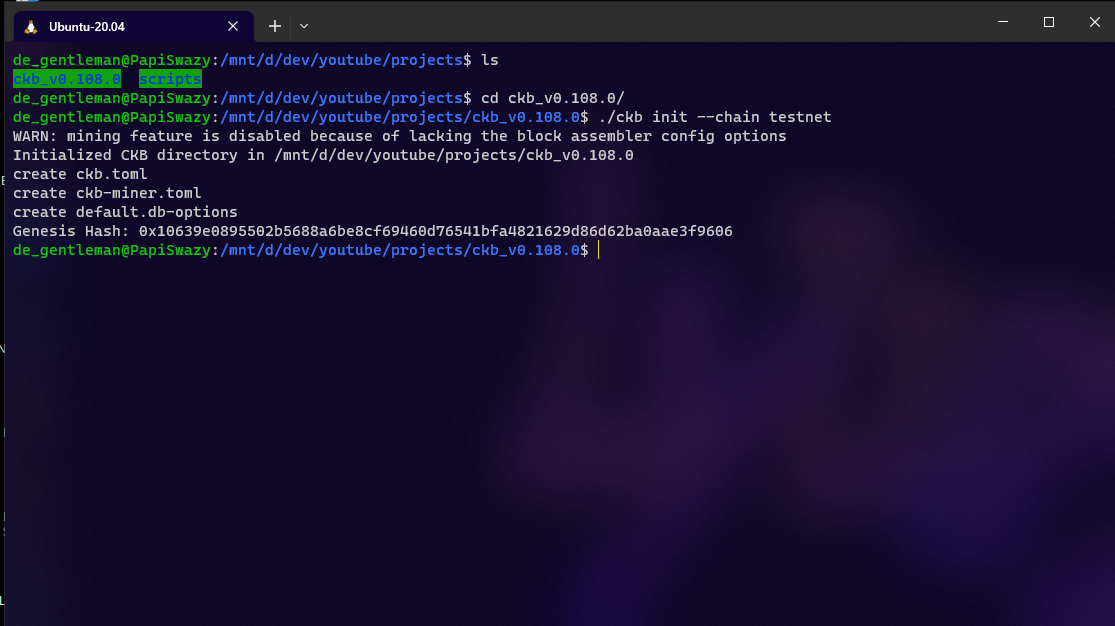 Ubuntu-20.04
de_gentleman@PapiSwazy:/mnt/d/dev/youtube/projects$ ls
ckb_v0.108.0  scripts
de_gentleman@PapiSwazy:/mnt/d/dev/youtube/projects$ cd ckb_v0.108.0/
de_gentleman@PapiSwazy:/mnt/d/dev/youtube/projects/ckb_v0.108.0$ ./ckb init --chain testnet
WARN: mining feature is disabled because of lacking the block assembler config options
Initialized CKB directory in /mnt/d/dev/youtube/projects/ckb_v0.108.0
create ckb.toml
create ckb-miner.toml
create default.db-options
Genesis Hash: 0x10639e0895502b5688a6be8cf69460d76541bfa4821629d86d62ba0aae3f9606
de_gentleman@PapiSwazy:/mnt/d/dev/youtube/projects/ckb_v0.108.0$